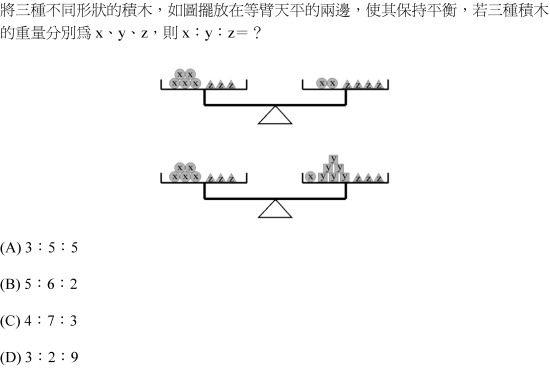 將三種不同形狀的積木，如圖擺放在等臂天平的兩邊，使其保持平衡，若三種積木
的重量分別爲 x、y、z，則 x：y：z＝？
x x
x x x z z z
x x z z z z
x x
x x x z z z
y
y y
x y y y z z z
(A) 3：5：5
(B) 5：6：2
(C) 4：7：3
(D) 3：2：9